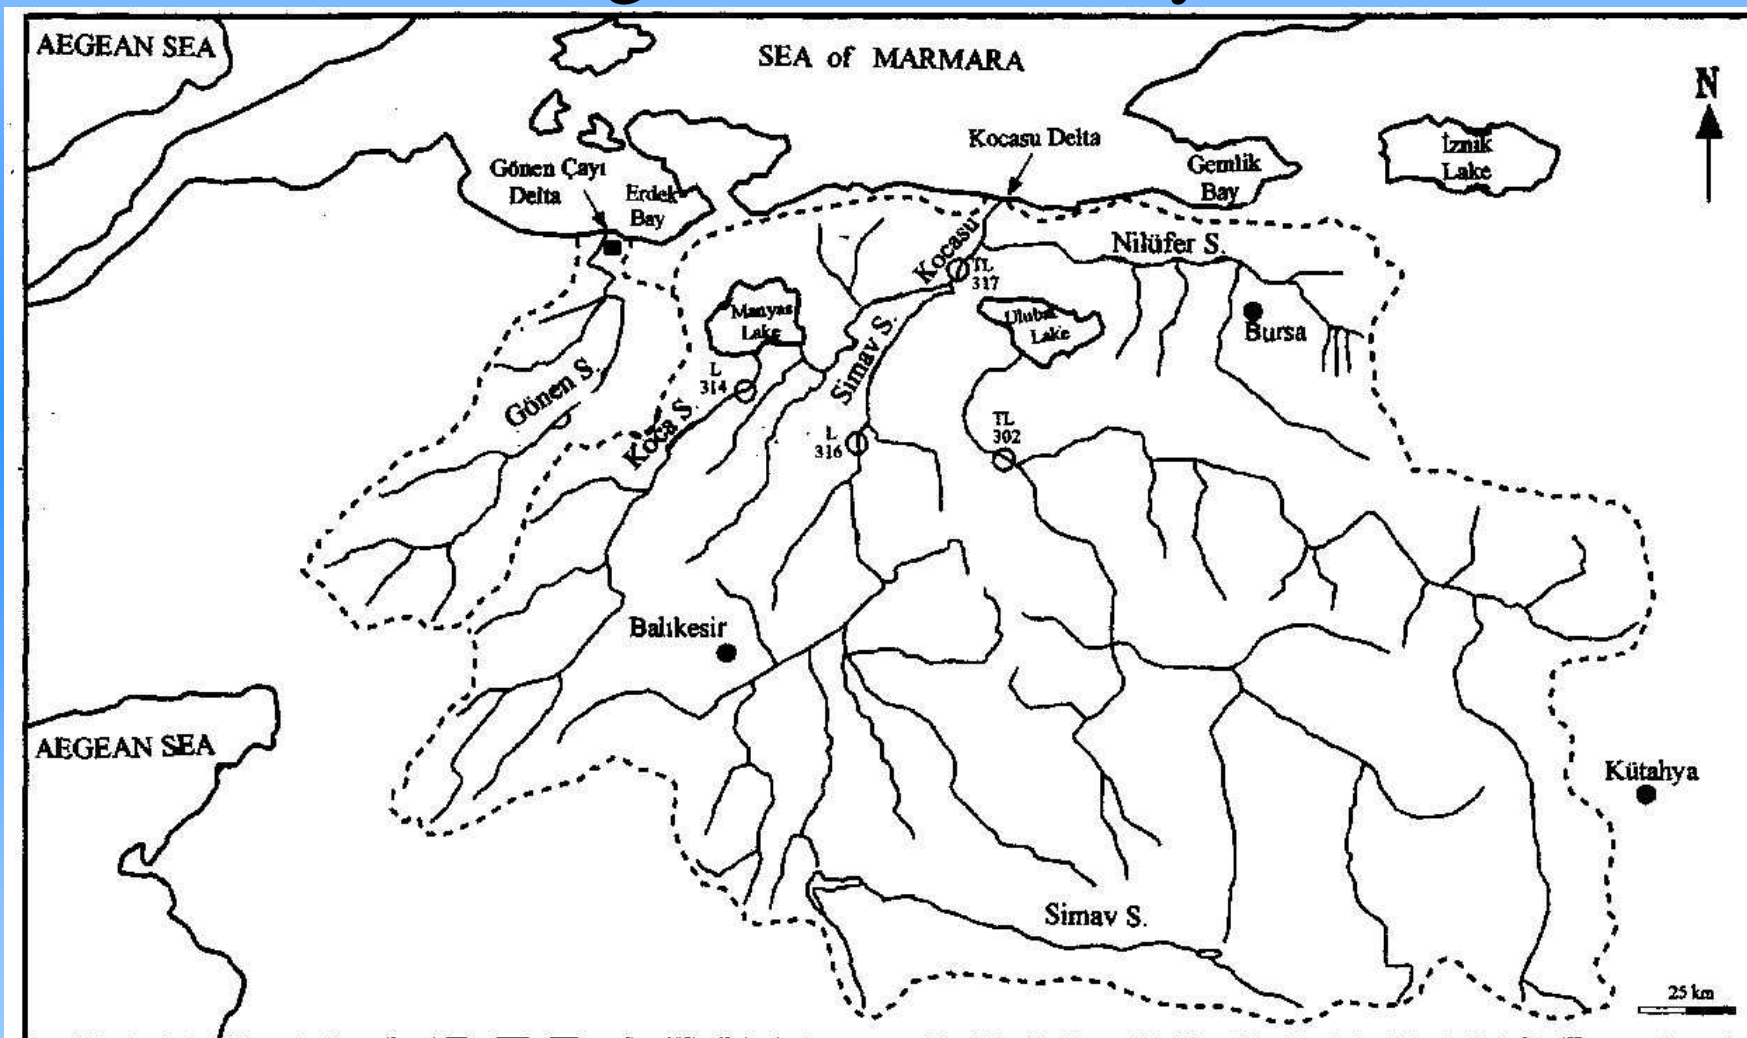 AEGEAN SEA
SEA of MARMARA
N
Kocasu Delta
Gönen Çayı
Delta
Erdek
Bay
Gemlik
Bay
İznik
Lake
Kocasu
Nilüfer S.
TL
317
Manyas
Lake
Ulubat
Lake
Bursa
Simav S.
L
314
Gönen S.
Koca S.
L
316
TL
302
Balıkesir
AEGEAN SEA
Kütahya
Simav S.
25 km